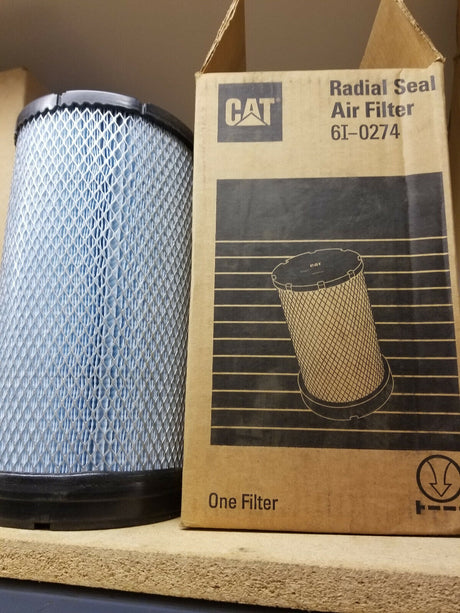 CAT
Radial Seal
Air Filter
6I-0274
CAT
One Filter